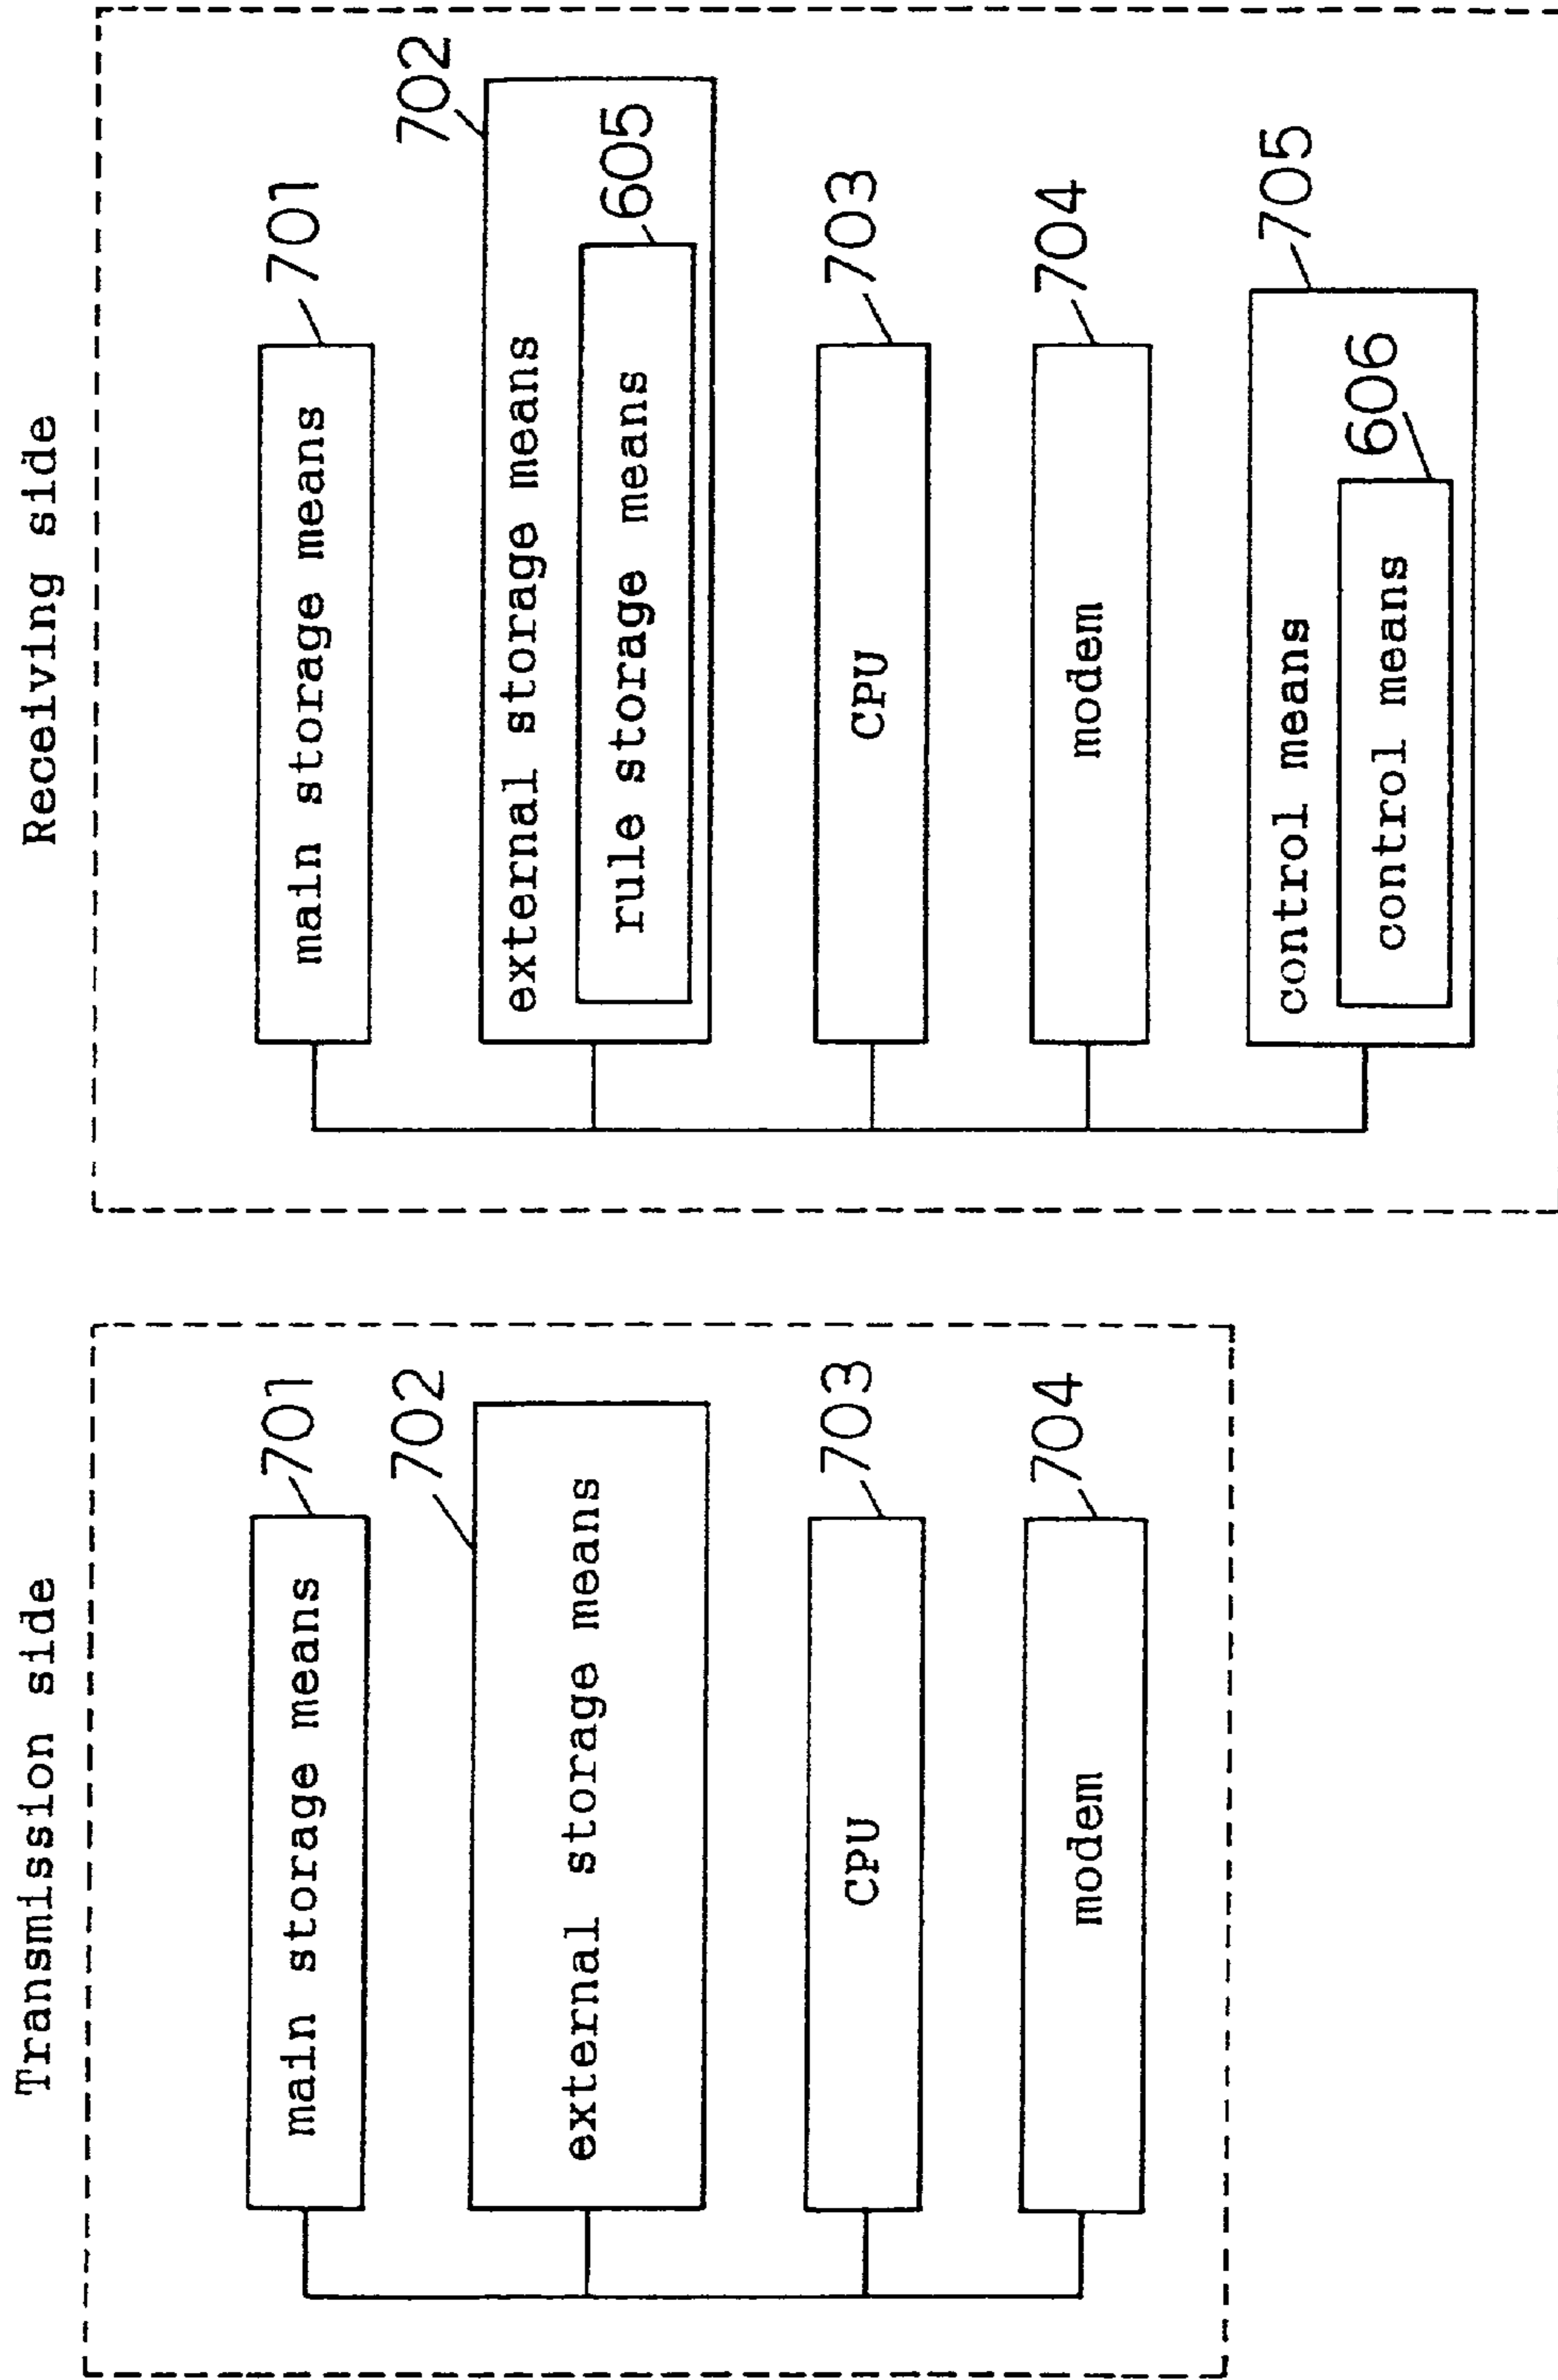 Transmission side
701
main storage means
702
external storage means
703
CPU
704
modem
Receiving side
701
main storage means
702
external storage means
605
rule storage means
703
CPU
704
modem
705
control means
606
control means